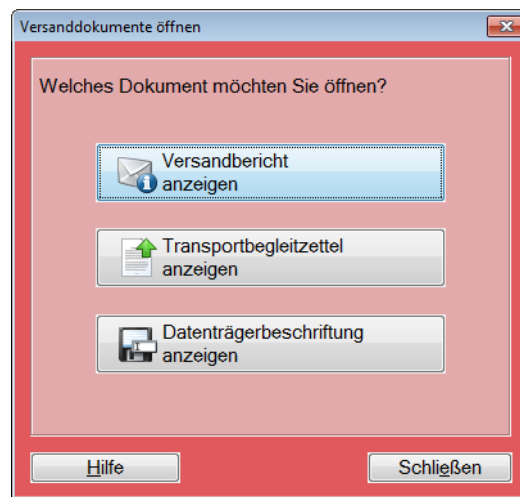 Versanddokumente öffnen
Welches Dokument möchten Sie öffnen?
Versandbericht
anzeigen
Transportbegleitzettel
anzeigen
Datenträgerbeschriftung
anzeigen
Hilfe
Schließen